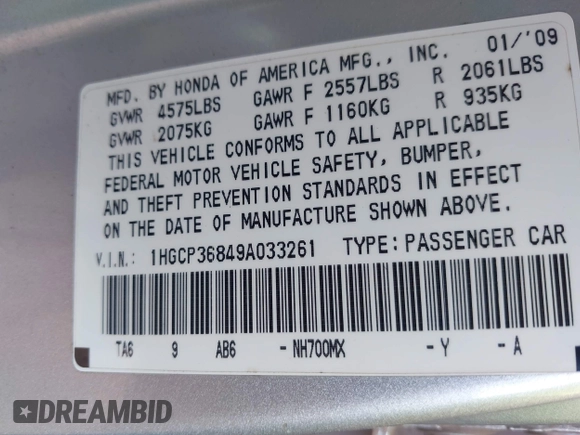 MFD. BY HONDA OF AMERICA MFG., INC. 01/'09
GVWR 4575LBS GAWR F 2557LBS R 2061LBS
GVWR 2075KG GAWR F 1160KG R 935KG
THIS VEHICLE CONFORMS TO ALL APPLICABLE
FEDERAL MOTOR VEHICLE SAFETY, BUMPER,
AND THEFT PREVENTION STANDARDS IN EFFECT
ON THE DATE OF MANUFACTURE SHOWN ABOVE.
V.I.N.: 1HGCP36849A033261 TYPE: PASSENGER CAR
TA6 9 AB6 -NH700MX -Y -A
DREAMBID